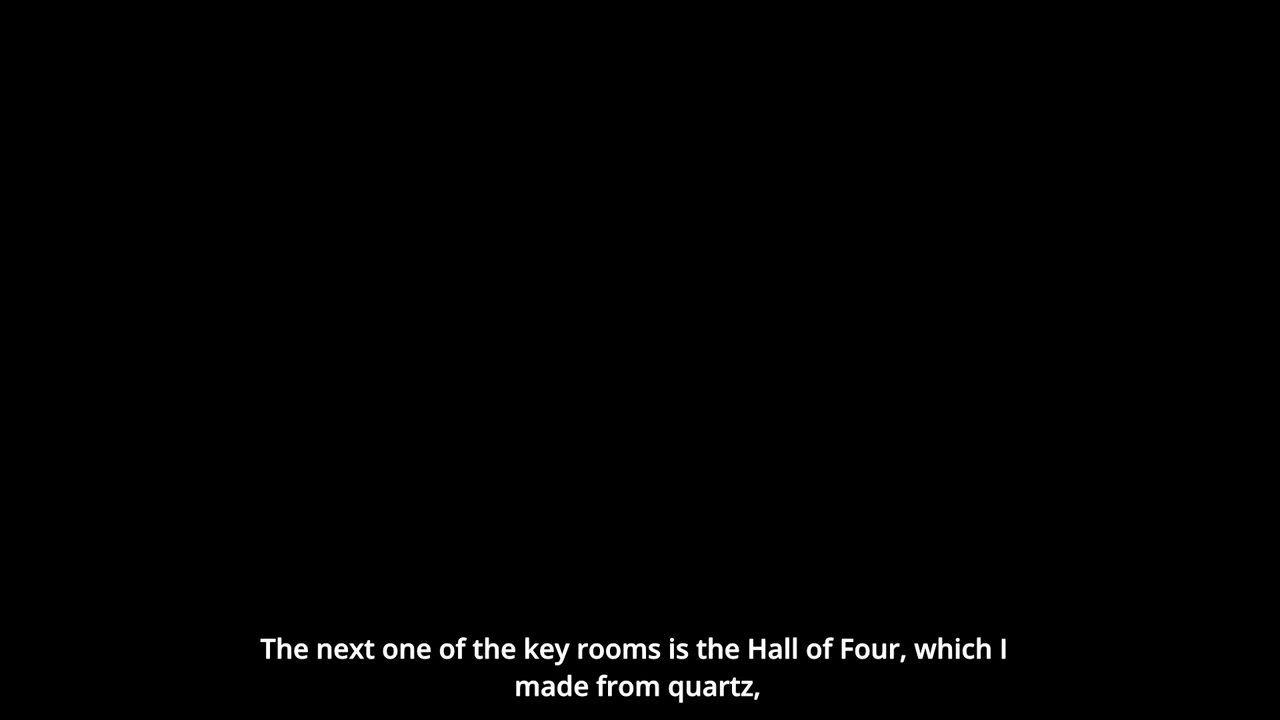 The next one of the key rooms is the Hall of Four, which I
made from quartz,